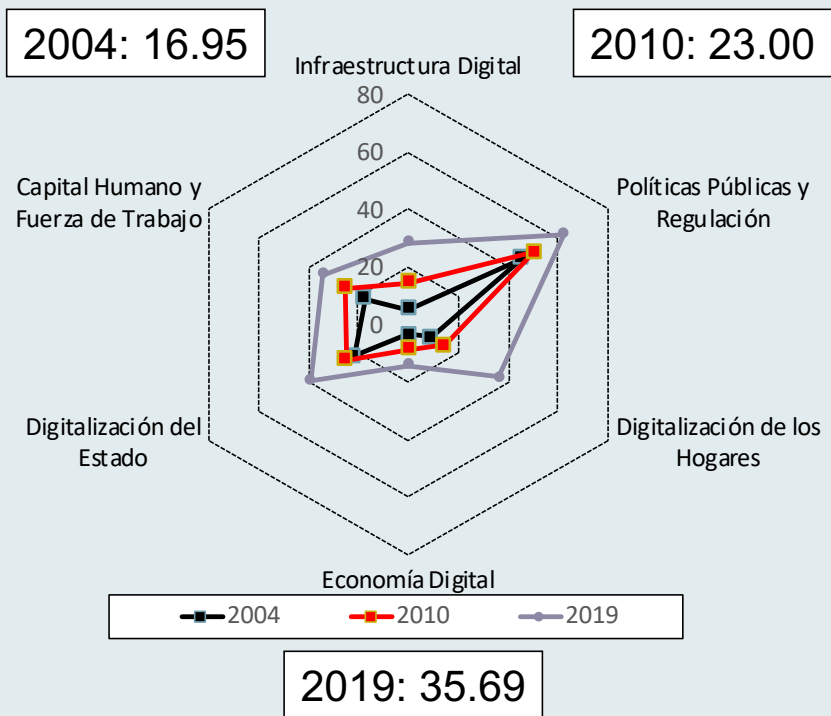 2004: 16.95
2010: 23.00
Infraestructura Digital
80
60
40
20
0
Capital Humano y
Fuerza de Trabajo
Políticas Públicas y
Regulación
Digitalización del
Estado
Digitalización de los
Hogares
Economía Digital
2004
2010
2019
2019: 35.69